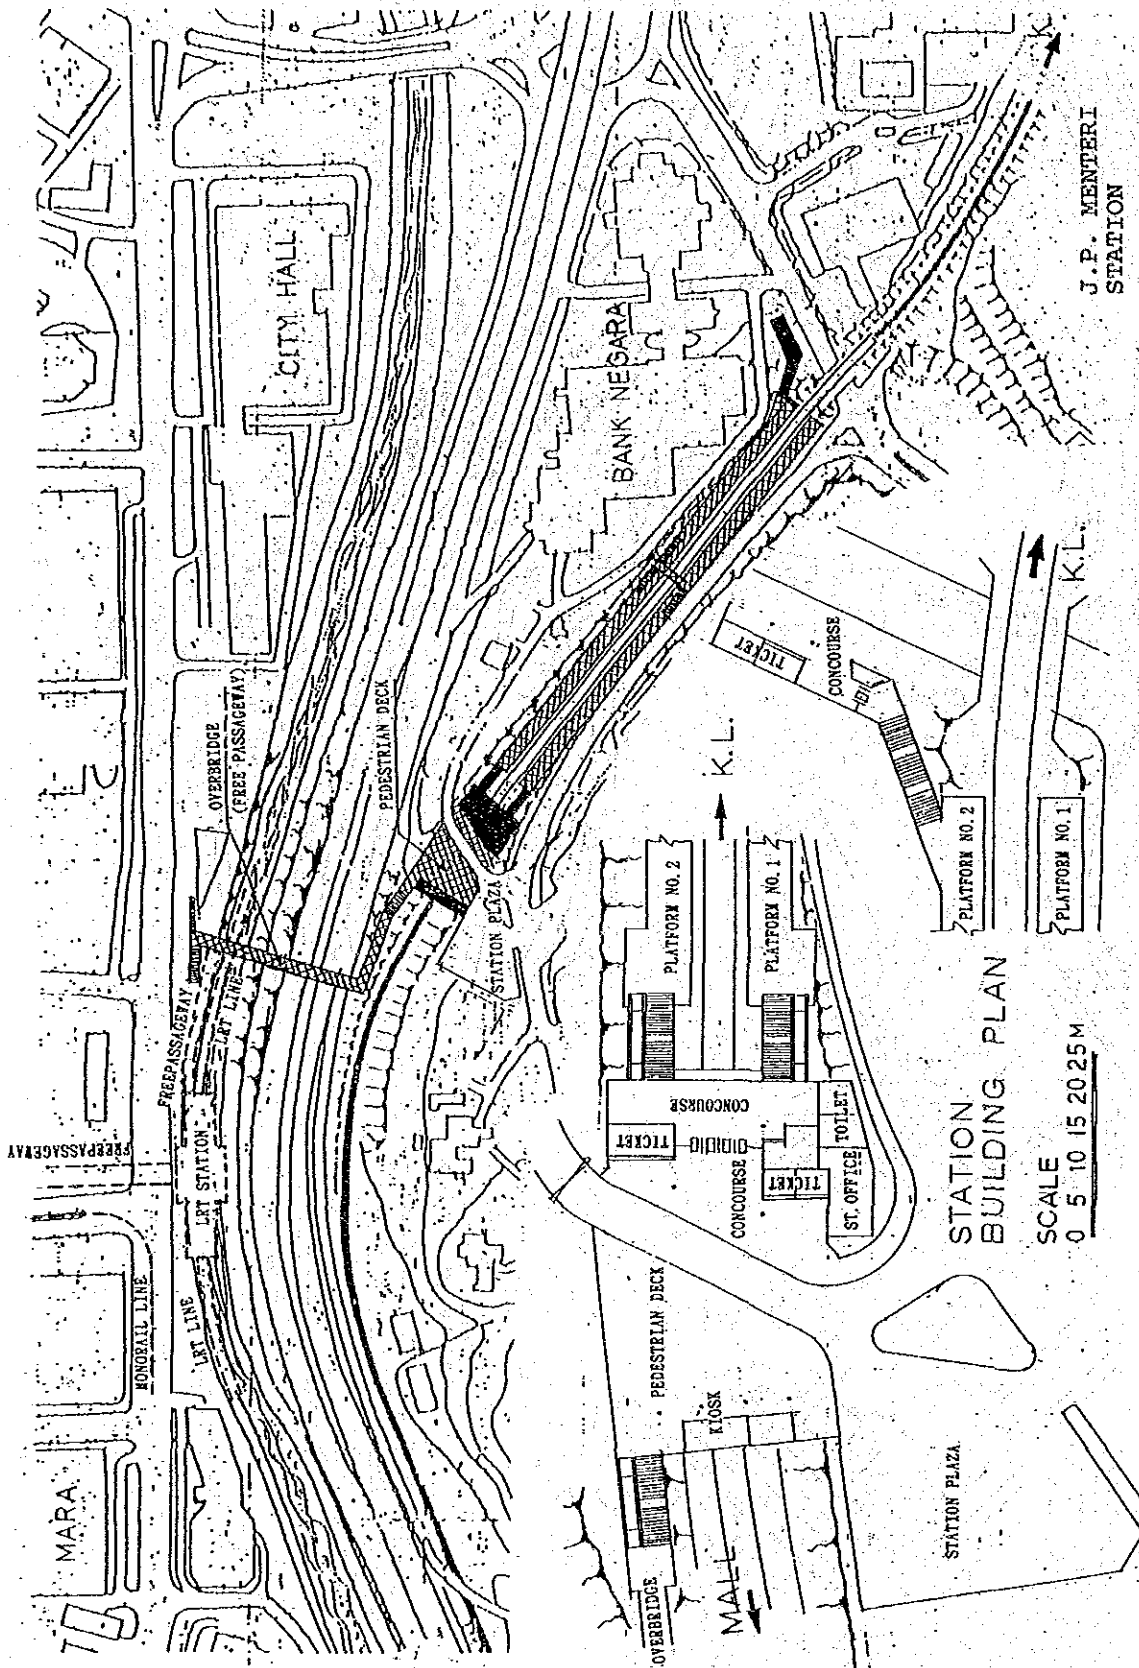 MARA
MONORAIL LINE
FREEPASSAGEWAY
LRT LINE
LRT STATION
FREEPASSAGEWAY
LRT LINE
OVERBRIDGE
(FREE PASSAGEWAY)
PEDESTRIAN DECK
CITY HALL
STATION PLAZA
BANK NEGARA
J.P. MENTERI
STATION
OVERBRIDGE
MALL
PEDESTRIAN DECK
KIOSK
STATION PLAZA
CONCOURSE
TICKET
CONCOURSE
TICKET
ST. OFFICE
TOILET
PLATFORM NO. 2
PLATFORM NO. 1
K.L.
TICKET
CONCOURSE
PLATFORM NO. 2
PLATFORM NO. 1
K.L.
STATION
BUILDING PLAN
SCALE
0 5 10 15 20 25M